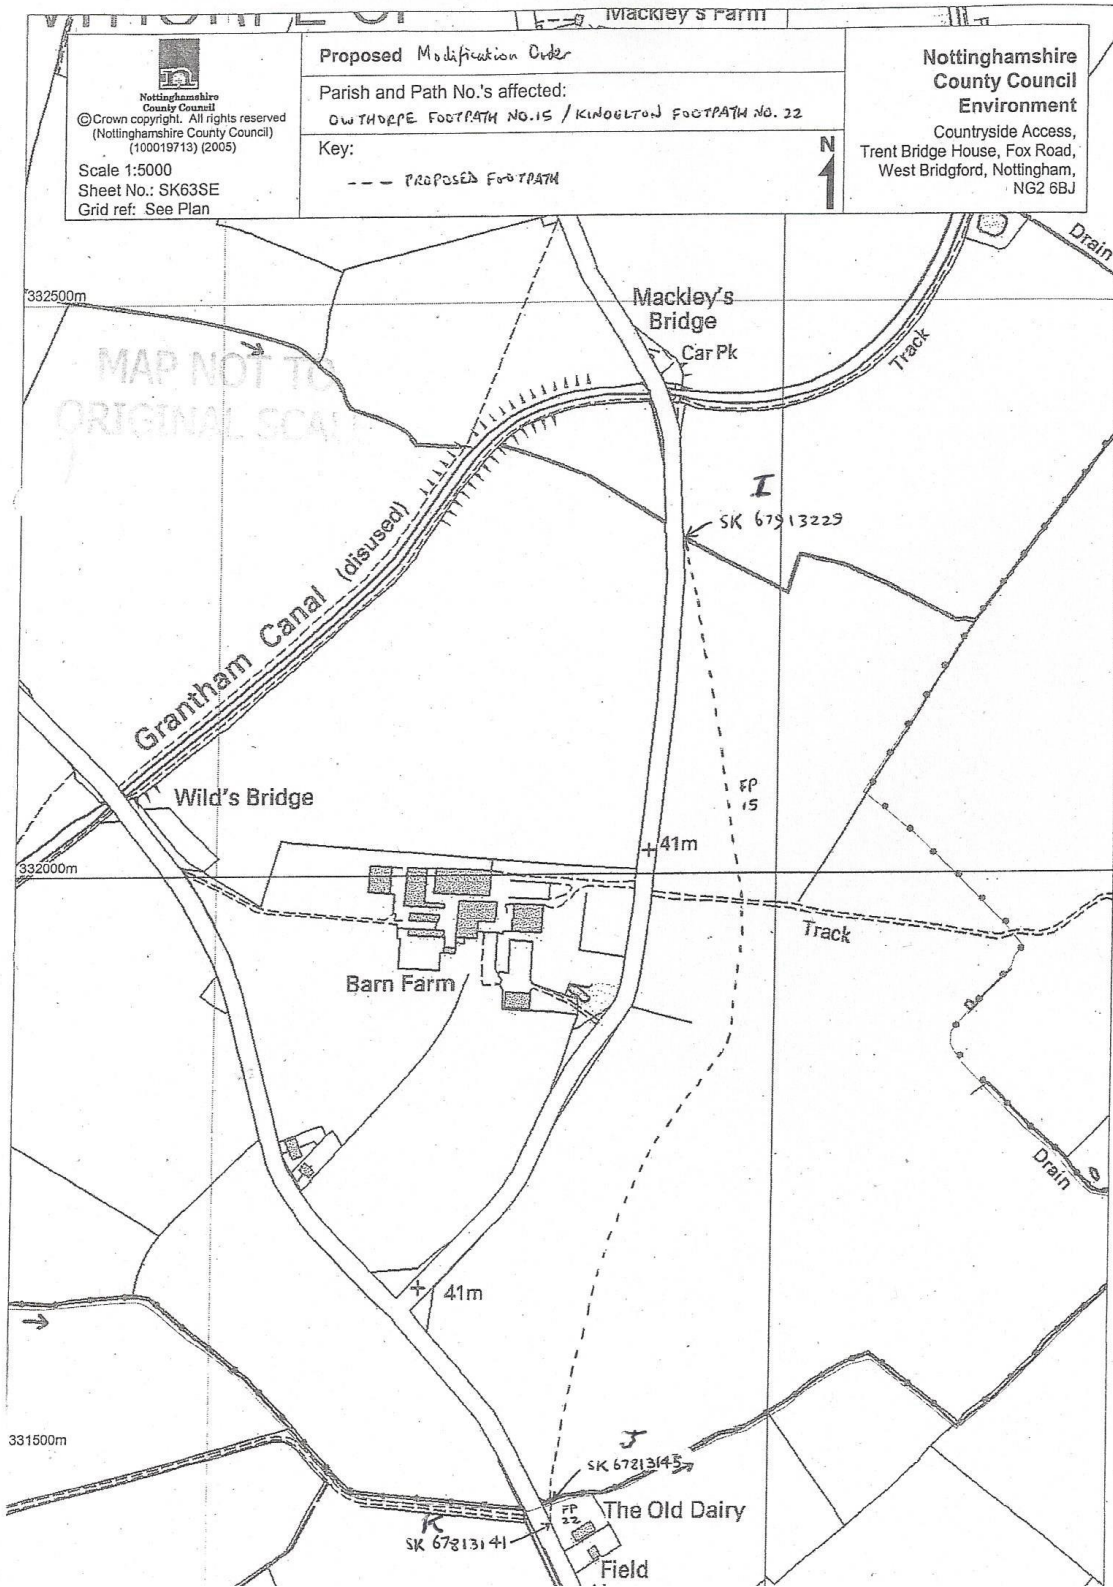 Mackley's Farm
Nottinghamshire
County Council
©Crown copyright. All rights reserved
(Nottinghamshire County Council)
(100019713) (2005)
Scale 1:5000
Sheet No.: SK63SE
Grid ref: See Plan
Proposed Modification Order
Parish and Path No.'s affected:
OWTHORPE FOOTPATH NO.15 / KINOULTON FOOTPATH NO. 22
Key:
--- PROPOSED FOOTPATH
N
Nottinghamshire
County Council
Environment
Countryside Access,
Trent Bridge House, Fox Road,
West Bridgford, Nottingham,
NG2 6BJ
Drain
332500m
Mackley's
Bridge
Car Pk
Track
MAP NOT TO
ORIGINAL SCALE
I
SK 67913229
Grantham Canal (disused)
Wild's Bridge
FP
15
41m
332000m
Track
Barn Farm
Drain
41m
331500m
J
SK 67813145
FP
22
The Old Dairy
K
SK 67813141
Field